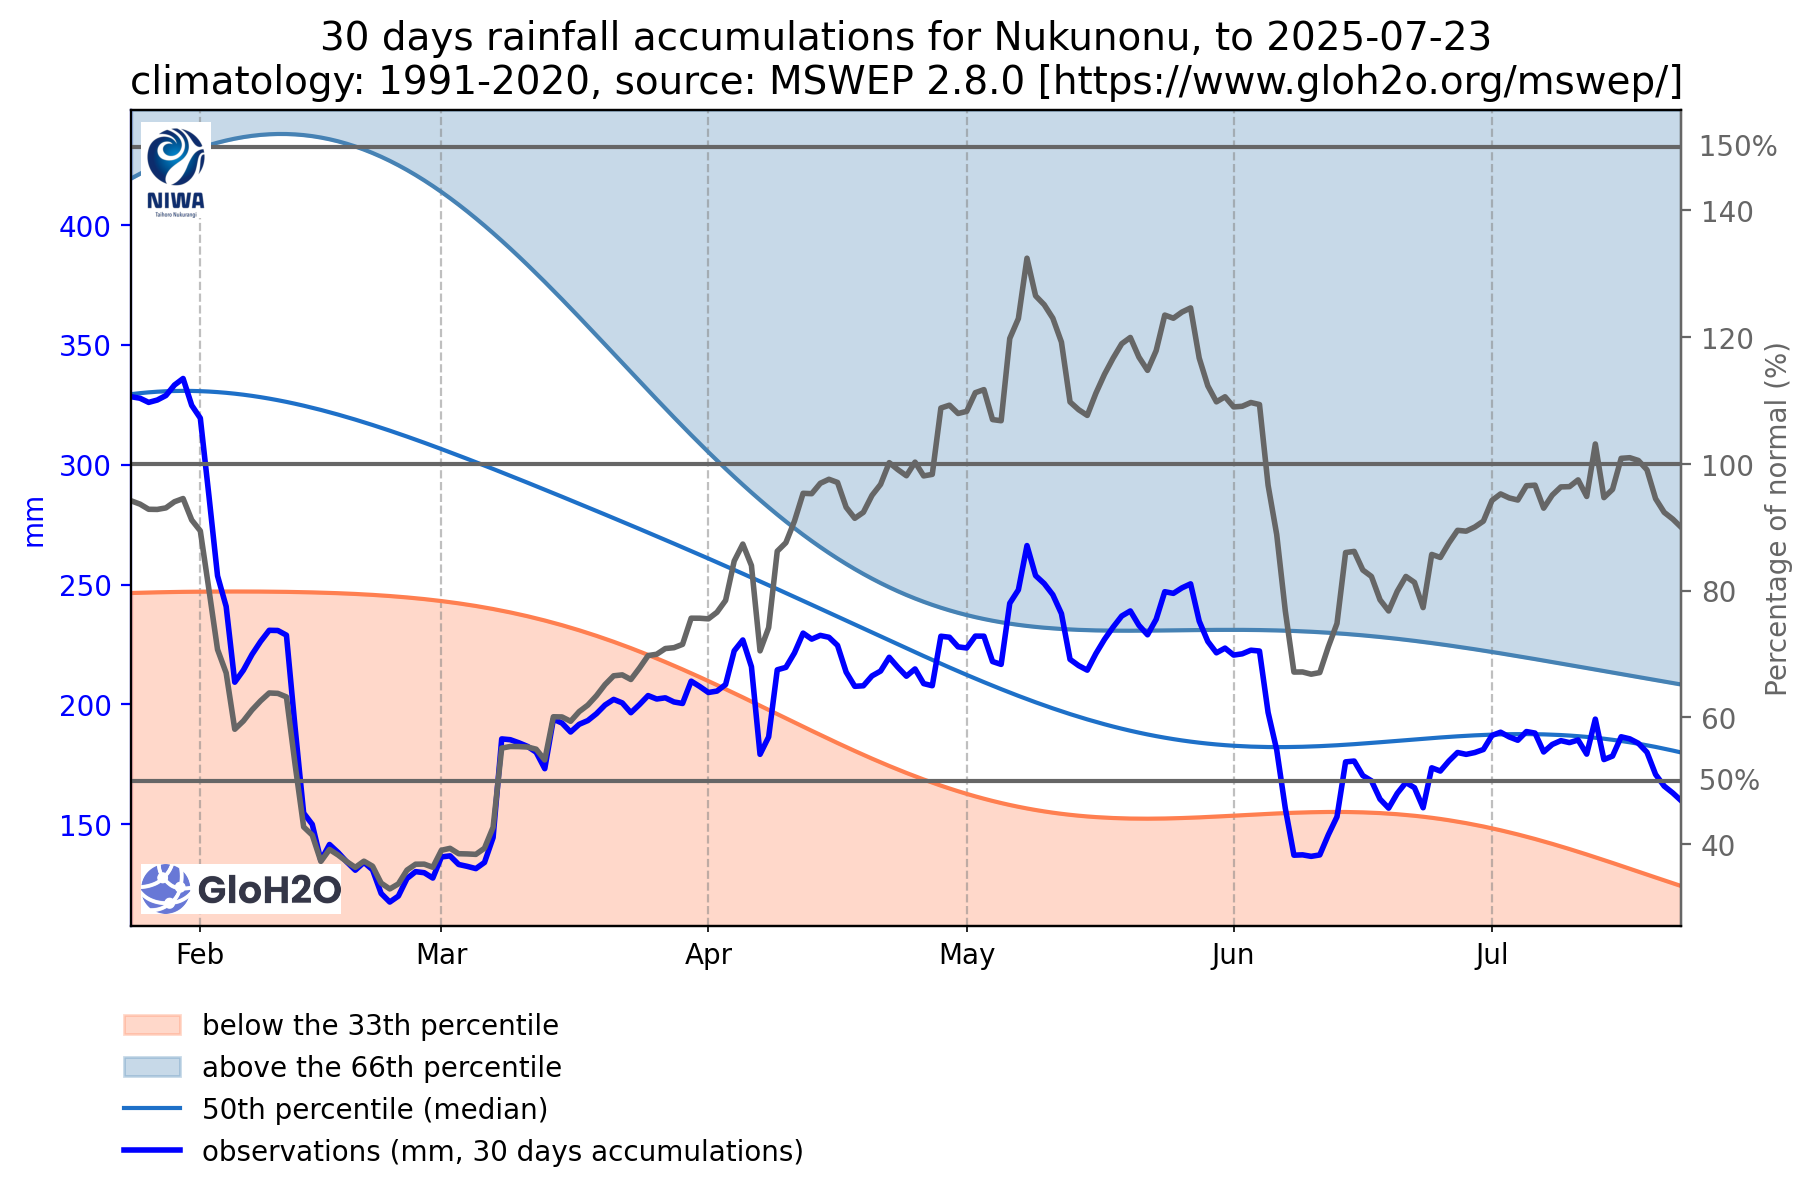 30 days rainfall accumulations for Nukunonu, to 2025-07-23
climatology: 1991-2020, source: MSWEP 2.8.0 [https://www.gloh2o.org/mswep/]
NIWA
Taihoro Nukurangi
400
350
300
250
200
150
mm
150%
140
120
100
80
60
50%
40
Percentage of normal (%)
GloH2O
Feb Mar Apr May Jun Jul
below the 33th percentile
above the 66th percentile
50th percentile (median)
observations (mm, 30 days accumulations)